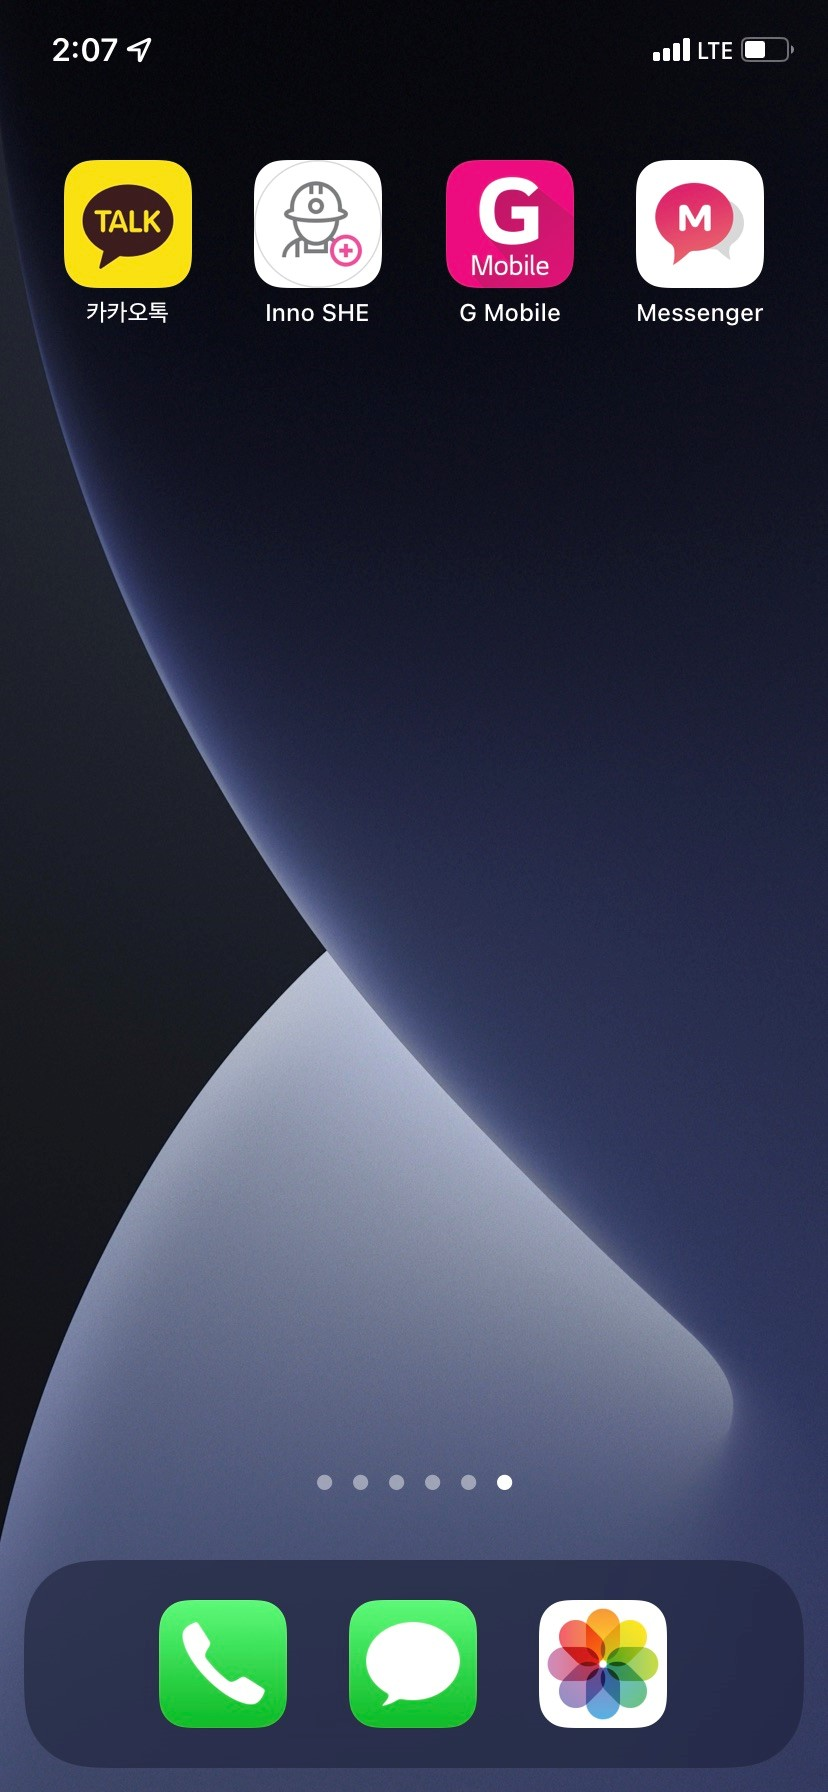 2:07 LTE
TALK
G
Mobile
M
카카오톡 Inno SHE G Mobile Messenger